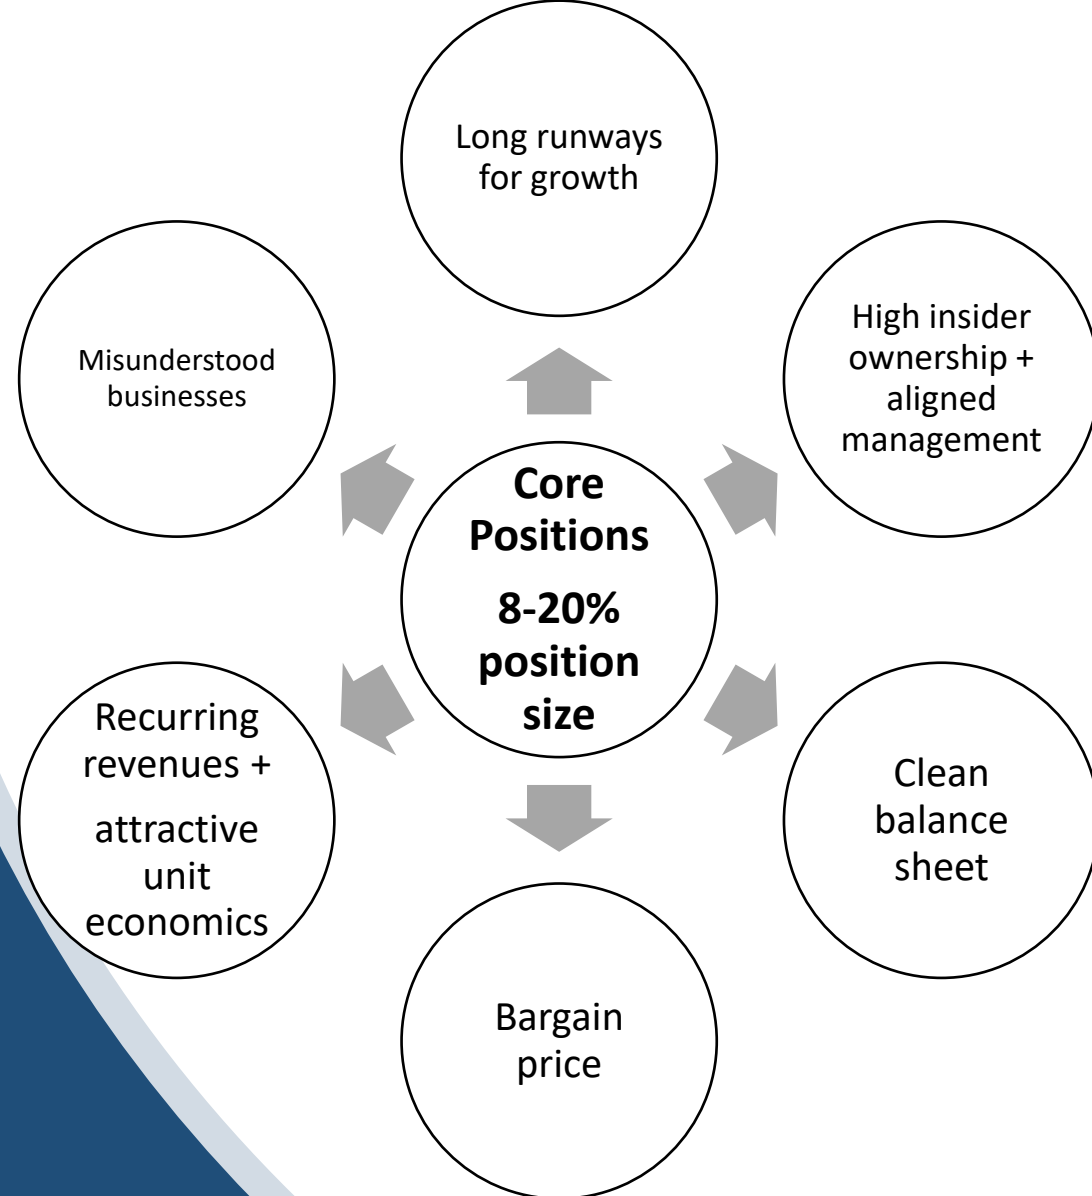 Long runways
for growth
High insider
ownership +
aligned
management
Misunderstood
businesses
Core
Positions
8-20%
position
size
Recurring
revenues +
attractive
unit
economics
Clean
balance
sheet
Bargain
price